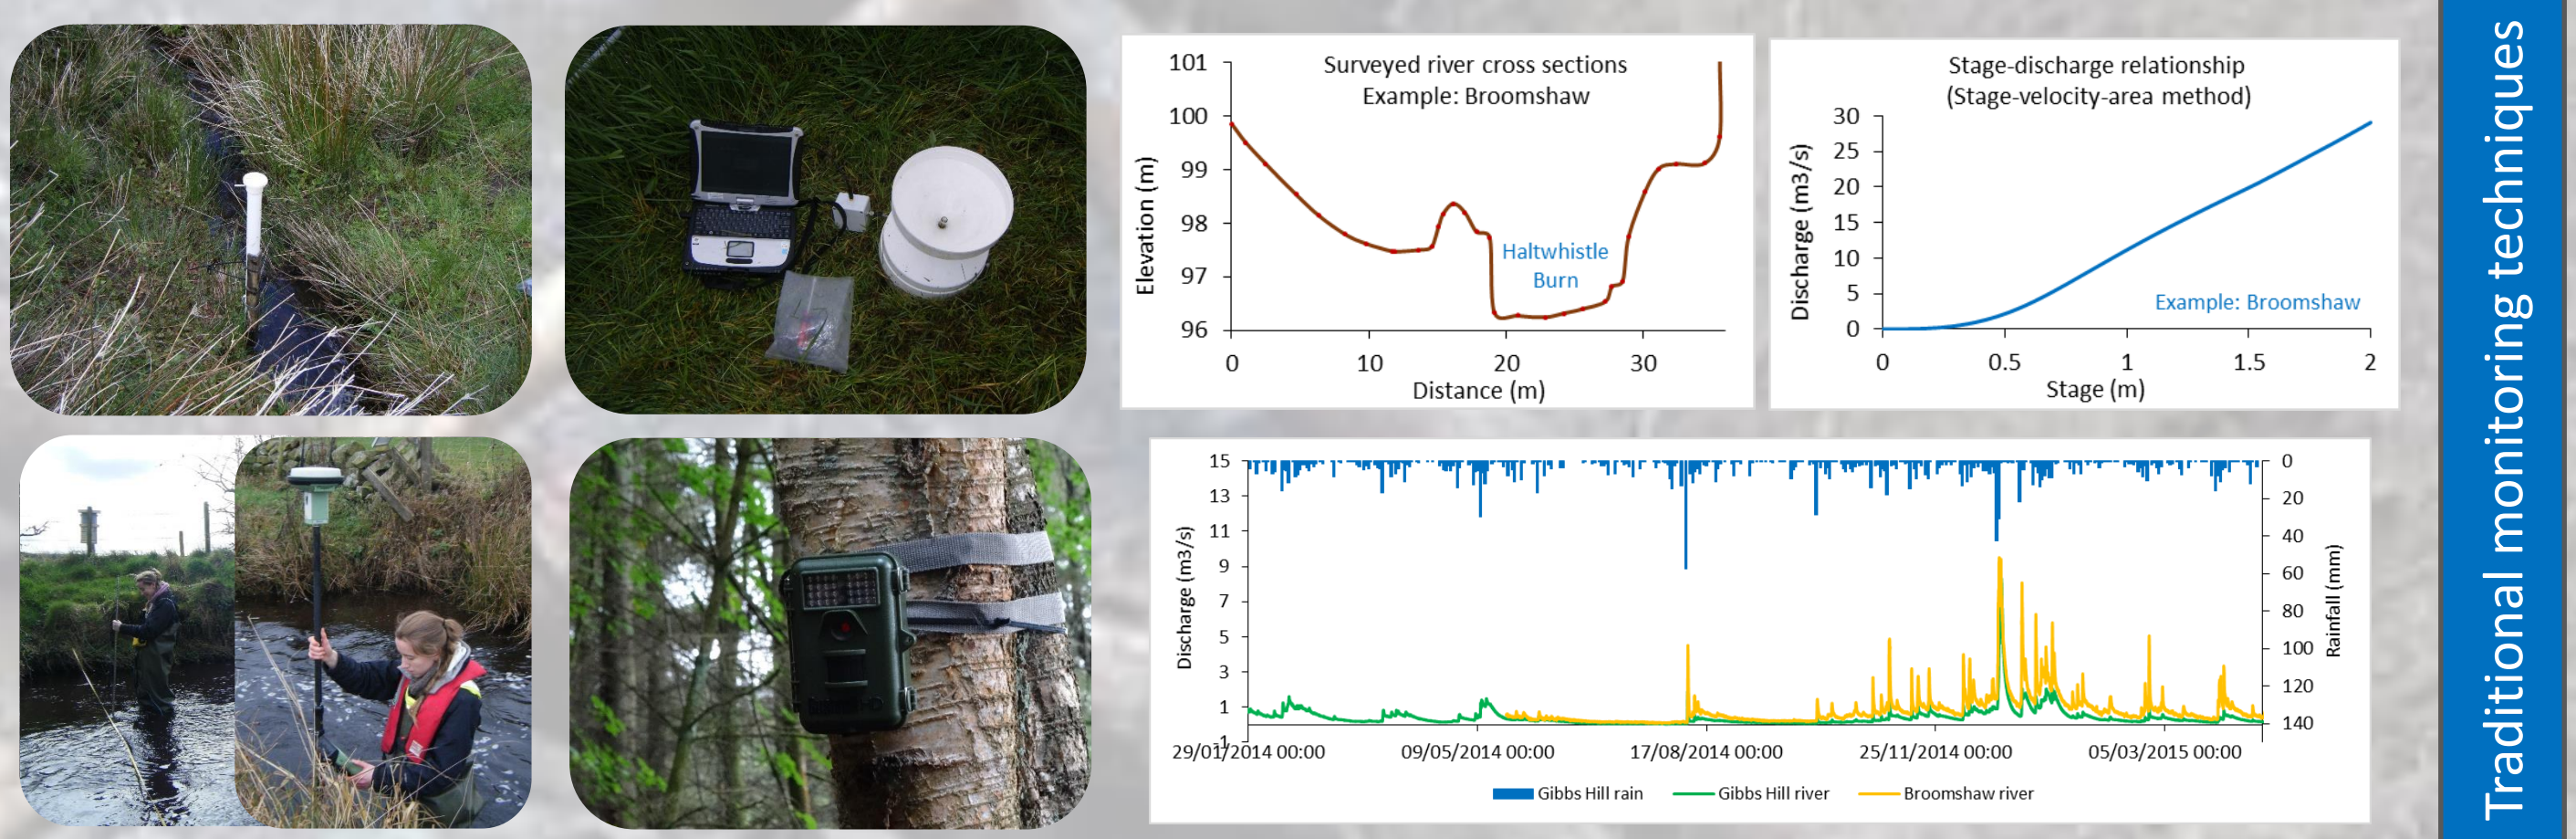 Surveyed river cross sections
Example: Broomshaw
101
100
99
98
97
96
Elevation (m)
Haltwhistle
Burn
0 10 20 30
Distance (m)
Stage-discharge relationship
(Stage-velocity-area method)
30
25
20
15
10
5
0
Discharge (m3/s)
Example: Broomshaw
0 0.5 1 1.5 2
Stage (m)
15
13
11
9
7
5
3
1
-1
Discharge (m3/s)
0
20
40
60
80
100
120
140
Rainfall (mm)
29/01/2014 00:00 09/05/2014 00:00 17/08/2014 00:00 25/11/2014 00:00 05/03/2015 00:00
Gibbs Hill rain Gibbs Hill river Broomshaw river
Traditional monitoring techniques